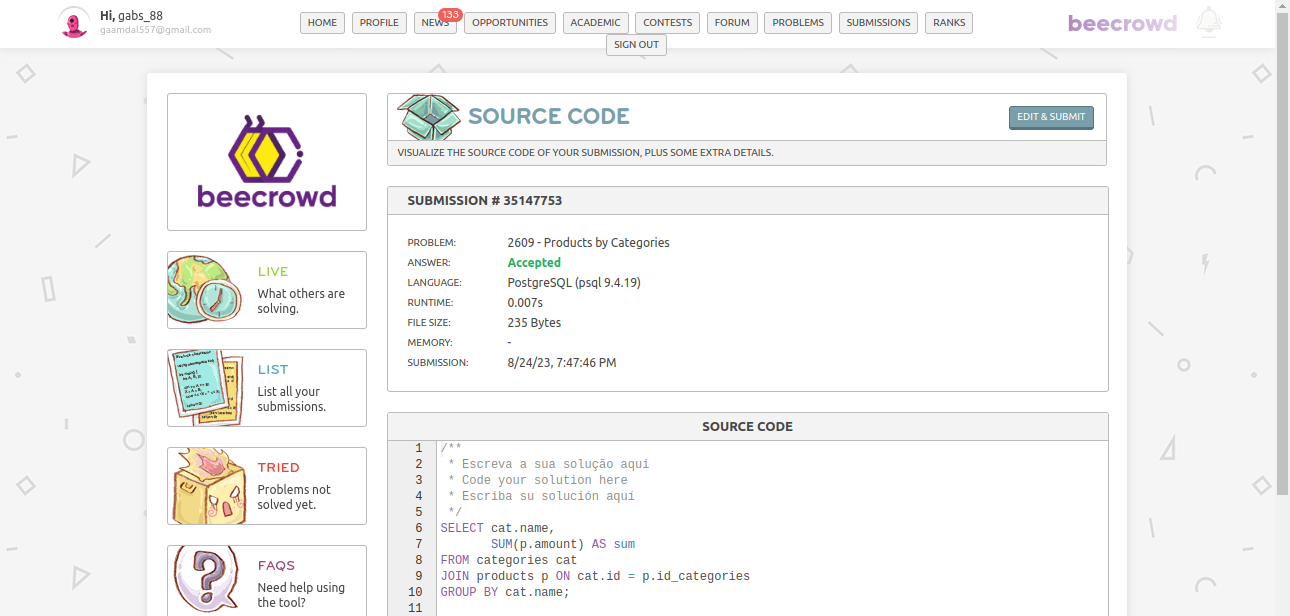 Hi, gabs_88
gaamdal557@gmail.com
HOME PROFILE NEWS 133 OPPORTUNITIES ACADEMIC CONTESTS FORUM PROBLEMS SUBMISSIONS RANKS
SIGN OUT
beecrowd
beecrowd
LIVE
What others are
solving.
LIST
List all your
submissions.
TRIED
Problems not
solved yet.
FAQS
Need help using
the tool?
SOURCE CODE
EDIT & SUBMIT
VISUALIZE THE SOURCE CODE OF YOUR SUBMISSION, PLUS SOME EXTRA DETAILS.
SUBMISSION # 35147753
PROBLEM: 2609 - Products by Categories
ANSWER: Accepted
LANGUAGE: PostgreSQL (psql 9.4.19)
RUNTIME: 0.007s
FILE SIZE: 235 Bytes
MEMORY: -
SUBMISSION: 8/24/23, 7:47:46 PM
SOURCE CODE
1 /**
2 * Escreva a sua solução aqui
3 * Code your solution here
4 * Escriba su solución aquí
5 */
6 SELECT cat.name,
7 SUM(p.amount) AS sum
8 FROM categories cat
9 JOIN products p ON cat.id = p.id_categories
10 GROUP BY cat.name;
11